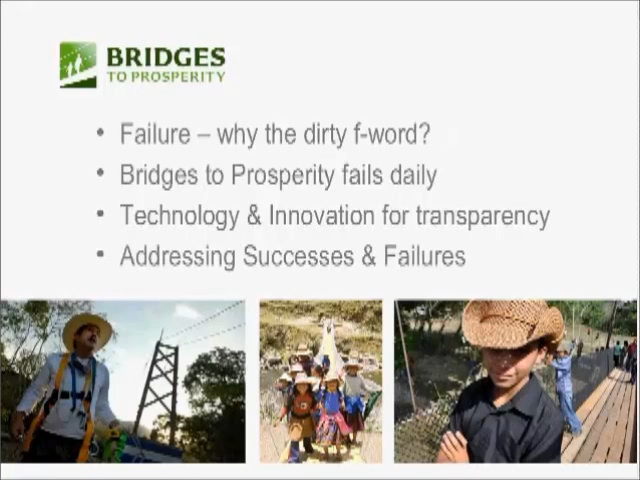 BRIDGES
TO PROSPERITY
• Failure – why the dirty f-word?
• Bridges to Prosperity fails daily
• Technology & Innovation for transparency
• Addressing Successes & Failures